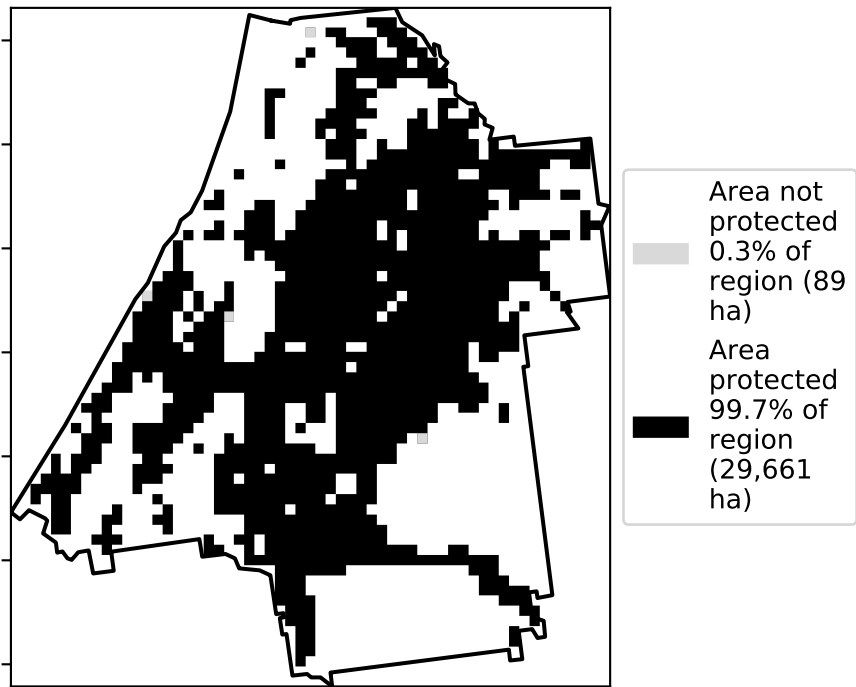 Area not
protected
0.3% of
region (89
ha)
Area
protected
99.7% of
region
(29,661
ha)